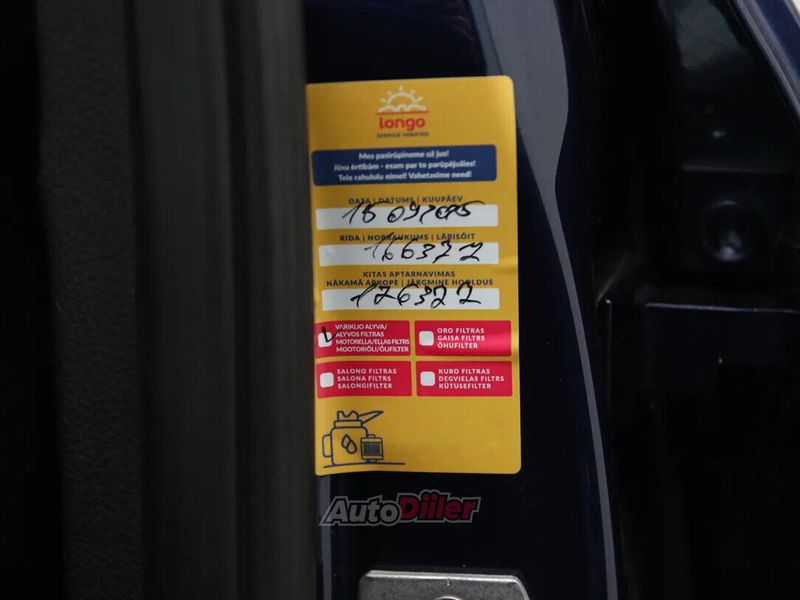 longo
SERVICE VERIFIED
Mes pasirūpinome už Jus!
Jūsu ērtībām - esam par to parūpējušies!
Teie rahulolu nimel! Vahetasime need!
DATA | DATUMS | KUUPÄEV
RIDA | NOBRAUKUMS | LÄBISÕIT
166372
KITAS APTARNAVIMAS
NĀKAMĀ APKOPE | JÄRGMINE HOOLDUS
176322
VARIKLIO ALYVA/
ALYVOS FILTRAS
MOTOREĻĻA/EĻĻAS FILTRS
MOOTORIÕLI/ÕLIFILTER
ORO FILTRAS
GAISA FILTRS
ÕHUFILTER
SALONO FILTRAS
SALONA FILTRS
SALONGIFILTER
KURO FILTRAS
DEGVIELAS FILTRS
KÜTUSEFILTER
AutoDiiler